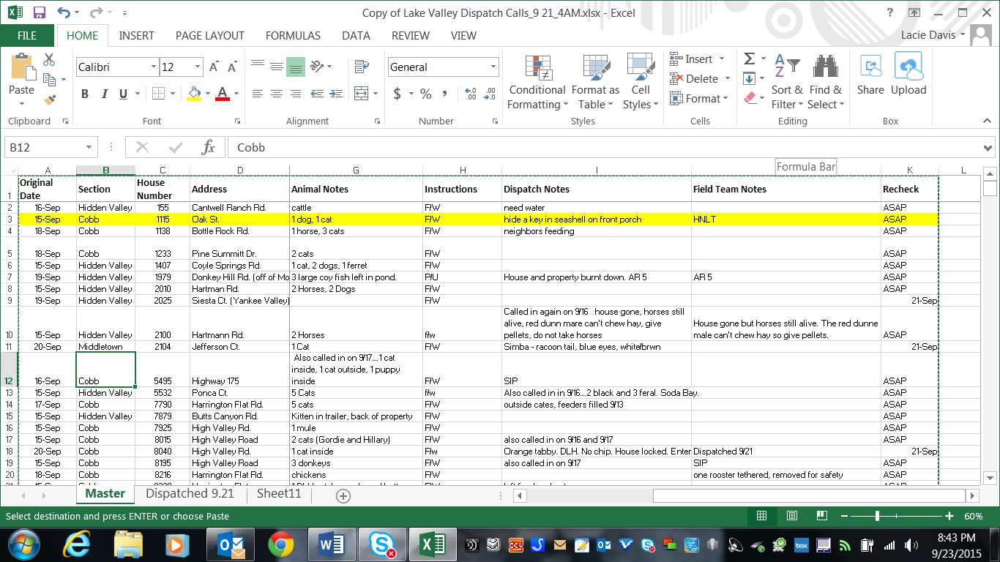 Copy of Lake Valley Dispatch Calls_9 21_4AM.xlsx - Excel
FILE HOME INSERT PAGE LAYOUT FORMULAS DATA REVIEW VIEW Lacie Davis
Paste
Calibri 12
B I U
General
$ % ,
Conditional Formatting
Format as Table
Cell Styles
Insert
Delete
Format
Sort & Filter
Find & Select
Share Upload
Clipboard Font Alignment Number Styles Cells Editing Box
B12 fx Cobb
Formula Bar
A B C D G H I K L
1 Original Date Section House Number Address Animal Notes Instructions Dispatch Notes Field Team Notes Recheck
2 16-Sep Hidden Valley 155 Cantwell Ranch Rd. cattle F/W need water ASAP
3 15-Sep Cobb 1115 Oak St. 1 dog, 1 cat F/W hide a key in seashell on front porch HNLT ASAP
4 18-Sep Cobb 1138 Bottle Rock Rd. 1 horse, 3 cats F/W neighbors feeding ASAP
5 18-Sep Cobb 1233 Pine Summitt Dr. 2 cats F/W ASAP
6 15-Sep Hidden Valley 1407 Coyle Springs Rd. 1 cat, 2 dogs, 1 ferret F/W ASAP
7 19-Sep Hidden Valley 1979 Donkey Hill Rd. (off of Mo 3 large coy fish left in pond. P/U House and property burnt down. AR 5 AR 5 ASAP
8 15-Sep Hidden Valley 2010 Hartman Rd. 2 Horses, 2 Dogs F/W ASAP
9 19-Sep Hidden Valley 2025 Siesta Ct. (Yankee Valley) F/W 21-Sep
10 15-Sep Hidden Valley 2100 Hartmann Rd. 2 Horses f/w Called in again on 9/16 house gone, horses still alive, red dunn mare can't chew hay, give pellets, do not take horses House gone but horses still alive. The red dunne male can't chew hay so give pellets. ASAP
11 20-Sep Middletown 2104 Jefferson Ct. 1 Cat F/W Simba - racoon tail, blue eyes, white/brwn 21-Sep
12 16-Sep Cobb 5495 Highway 175 Also called in on 9/17....1 cat inside, 1 cat outside, 1 puppy inside F/W SIP ASAP
13 15-Sep Hidden Valley 5532 Ponca Ct. 5 Cats f/w Also called in in 9/16....2 black and 3 feral. Soda Bay. ASAP
14 17-Sep Cobb 7790 Harrington Flat Rd. 5 cats F/W outside cates, feeders filled 9/13 ASAP
15 15-Sep Hidden Valley 7879 Butts Canyon Rd. Kitten in trailer, back of property F/W ASAP
16 15-Sep Cobb 7925 High Valley Rd. 1 mule F/W ASAP
17 15-Sep Cobb 8015 High Valley Road 2 cats (Gordie and Hillary) F/W also called in on 9/16 and 9/17 ASAP
18 20-Sep Cobb 8040 High Valley Rd. 1 cat inside F/w Orange tabby. DLH. No chip. House locked. Enter Dispatched 9/21 21-Sep
19 15-Sep Cobb 8195 High Valley Road 3 donkeys F/W also called in on 9/17 SIP ASAP
20 18-Sep Cobb 8216 Harrington Flat Rd. chickens F/W one rooster tethered, removed for safety ASAP
Master Dispatched 9.21 Sheet11
Select destination and press ENTER or choose Paste 60%
8:43 PM
9/23/2015